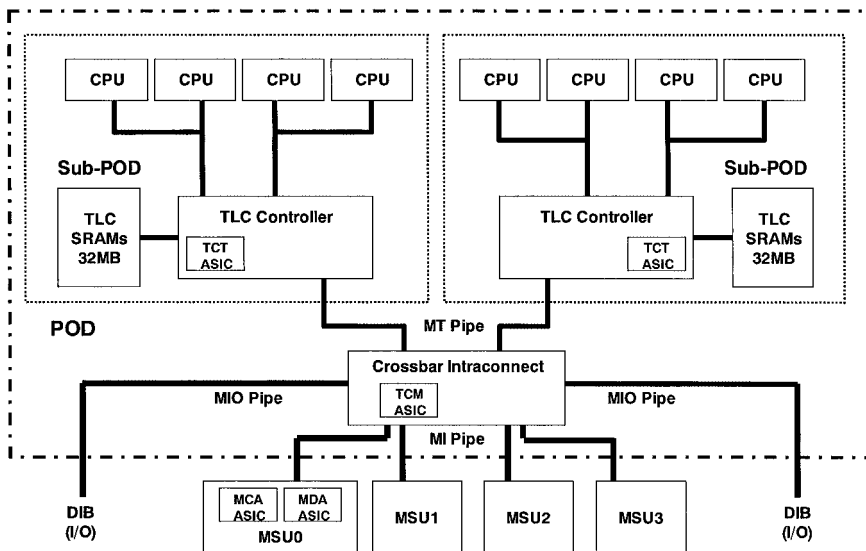 CPU
CPU
CPU
CPU
CPU
CPU
CPU
CPU
Sub-POD
Sub-POD
TLC
SRAMs
32MB
TLC Controller
TCT
ASIC
TLC Controller
TCT
ASIC
TLC
SRAMs
32MB
POD
MT Pipe
Crossbar Intraconnect
TCM
ASIC
MIO Pipe
MIO Pipe
MI Pipe
DIB
(I/O)
MCA
ASIC
MDA
ASIC
MSU0
MSU1
MSU2
MSU3
DIB
(I/O)